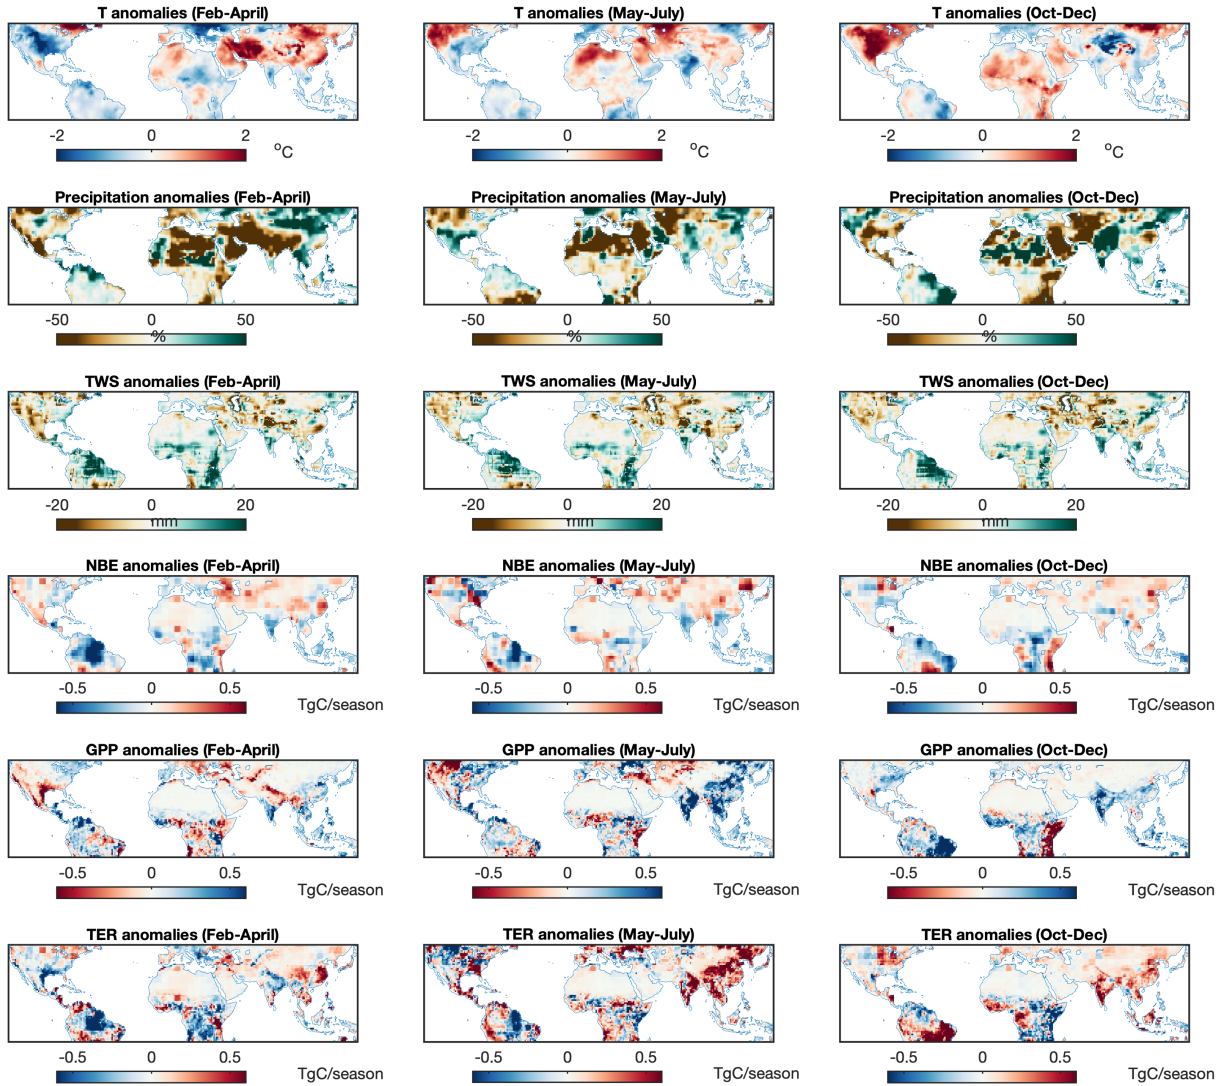 T anomalies (Feb-April) T anomalies (May-July) T anomalies (Oct-Dec)
-2 0 2 oC -2 0 2 oC -2 0 2 oC
Precipitation anomalies (Feb-April) Precipitation anomalies (May-July) Precipitation anomalies (Oct-Dec)
-50 0 50 -50 0 50 -50 0 50
% % %
TWS anomalies (Feb-April) TWS anomalies (May-July) TWS anomalies (Oct-Dec)
-20 0 20 -20 0 20 -20 0 20
mm mm mm
NBE anomalies (Feb-April) NBE anomalies (May-July) NBE anomalies (Oct-Dec)
-0.5 0 0.5 TgC/season -0.5 0 0.5 TgC/season -0.5 0 0.5 TgC/season
GPP anomalies (Feb-April) GPP anomalies (May-July) GPP anomalies (Oct-Dec)
-0.5 0 0.5 TgC/season -0.5 0 0.5 TgC/season -0.5 0 0.5 TgC/season
TER anomalies (Feb-April) TER anomalies (May-July) TER anomalies (Oct-Dec)
-0.5 0 0.5 TgC/season -0.5 0 0.5 TgC/season -0.5 0 0.5 TgC/season